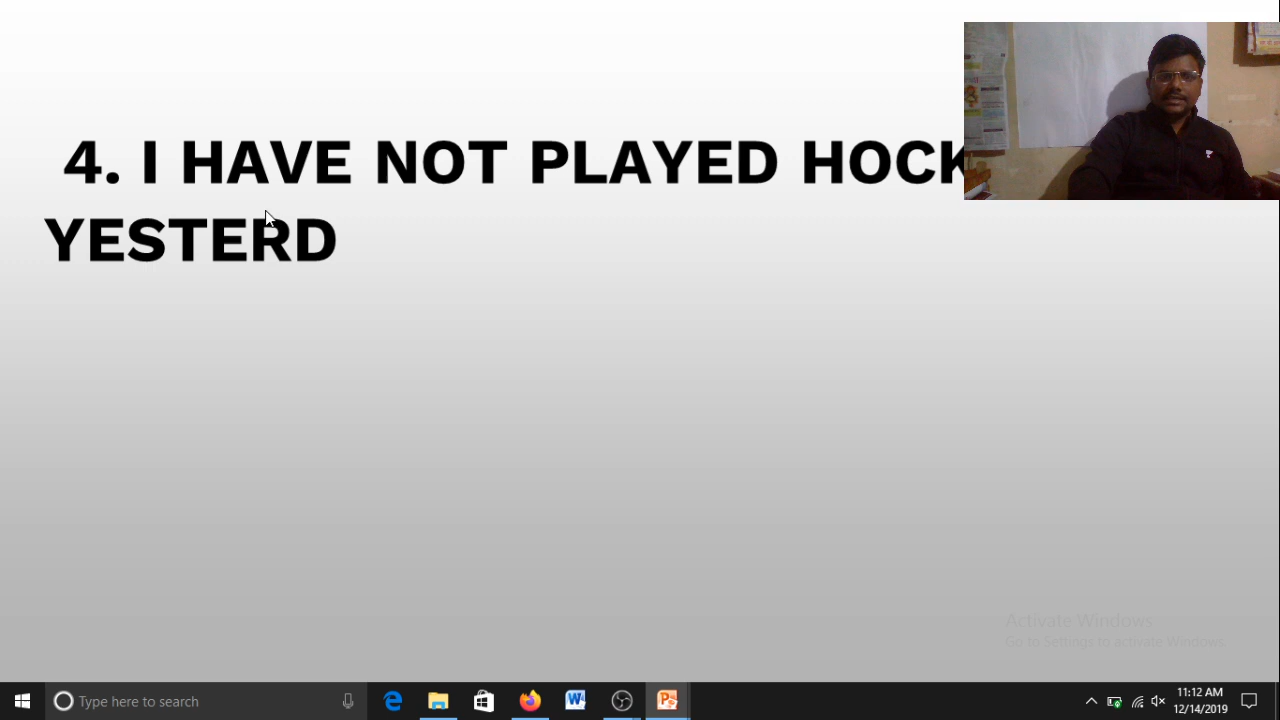 4. I HAVE NOT PLAYED HOCK
YESTERD
Activate Windows
Go to Settings to activate Windows.
Type here to search
11:12 AM
12/14/2019